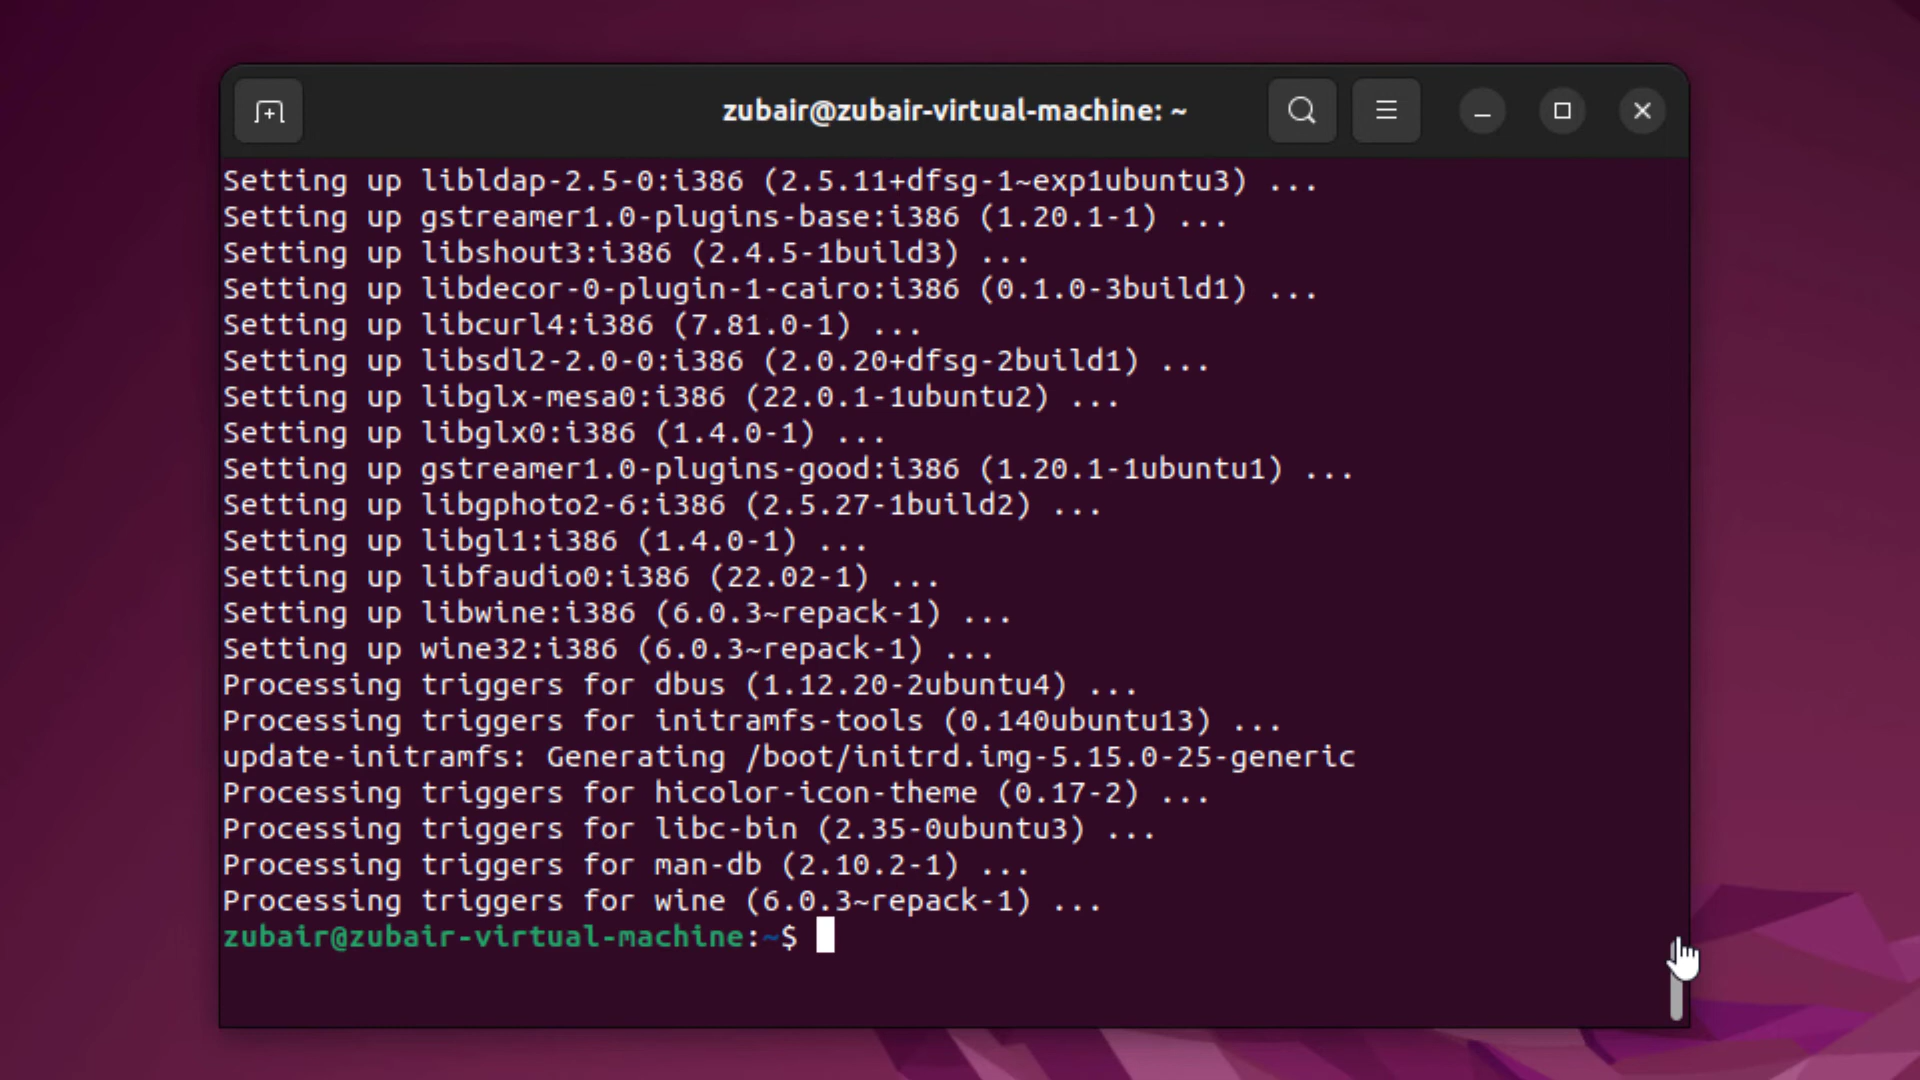 zubair@zubair-virtual-machine: ~
Setting up libldap-2.5-0:i386 (2.5.11+dfsg-1~exp1ubuntu3) ...
Setting up gstreamer1.0-plugins-base:i386 (1.20.1-1) ...
Setting up libshout3:i386 (2.4.5-1build3) ...
Setting up libdecor-0-plugin-1-cairo:i386 (0.1.0-3build1) ...
Setting up libcurl4:i386 (7.81.0-1) ...
Setting up libsdl2-2.0-0:i386 (2.0.20+dfsg-2build1) ...
Setting up libglx-mesa0:i386 (22.0.1-1ubuntu2) ...
Setting up libglx0:i386 (1.4.0-1) ...
Setting up gstreamer1.0-plugins-good:i386 (1.20.1-1ubuntu1) ...
Setting up libgphoto2-6:i386 (2.5.27-1build2) ...
Setting up libgl1:i386 (1.4.0-1) ...
Setting up libfaudio0:i386 (22.02-1) ...
Setting up libwine:i386 (6.0.3~repack-1) ...
Setting up wine32:i386 (6.0.3~repack-1) ...
Processing triggers for dbus (1.12.20-2ubuntu4) ...
Processing triggers for initramfs-tools (0.140ubuntu13) ...
update-initramfs: Generating /boot/initrd.img-5.15.0-25-generic
Processing triggers for hicolor-icon-theme (0.17-2) ...
Processing triggers for libc-bin (2.35-0ubuntu3) ...
Processing triggers for man-db (2.10.2-1) ...
Processing triggers for wine (6.0.3~repack-1) ...
zubair@zubair-virtual-machine:~$